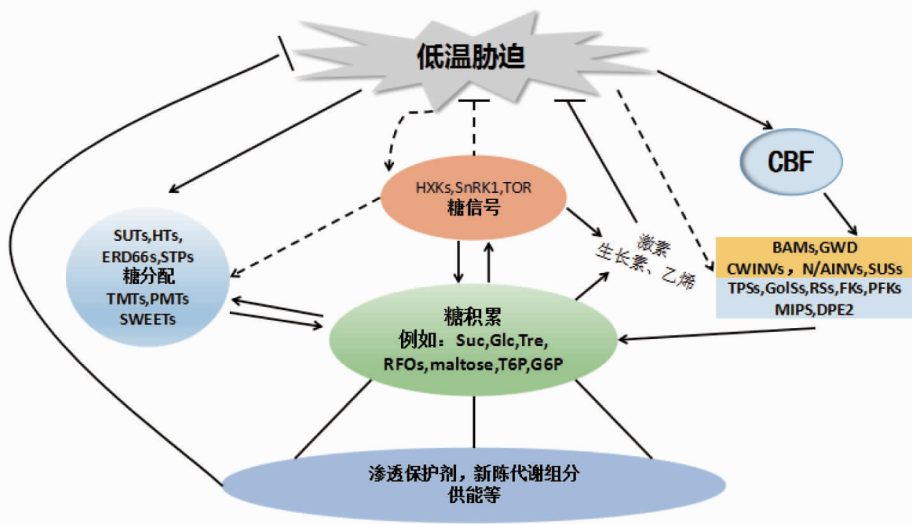 低温胁迫
CBF
HXKs,SnRK1,TOR
糖信号
SUTs,HTs,
ERD66s,STPs
糖分配
TMTs,PMTs
SWEETs
激素
生长素、乙烯
BAMs,GWD
CWINVs，N/AINVs,SUSs
TPSs,GolSs,RSs,FKs,PFKs
MIPS,DPE2
糖积累
例如：Suc,Glc,Tre,
RFOs,maltose,T6P,G6P
渗透保护剂，新陈代谢组分
供能等